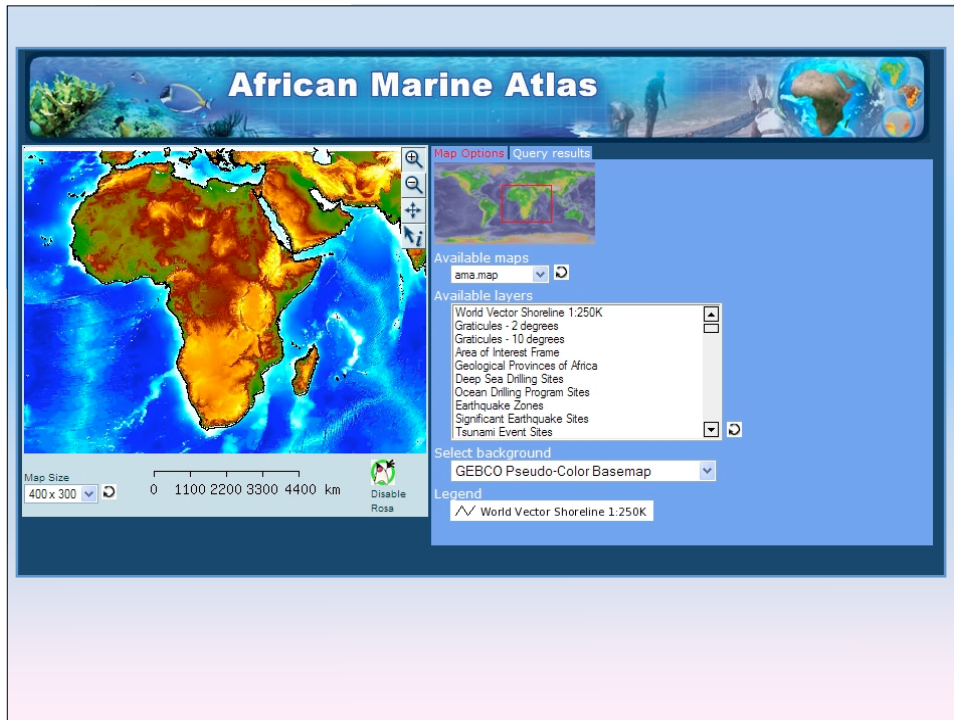 African Marine Atlas
Map Options Query results
Available maps
ama.map
Available layers
World Vector Shoreline 1:250K
Graticules - 2 degrees
Graticules - 10 degrees
Area of Interest Frame
Geological Provinces of Africa
Deep Sea Drilling Sites
Ocean Drilling Program Sites
Earthquake Zones
Significant Earthquake Sites
Tsunami Event Sites
Select background
GEBCO Pseudo-Color Basemap
Legend
World Vector Shoreline 1:250K
Map Size
400 x 300
0 1100 2200 3300 4400 km
Disable
Rosa
i